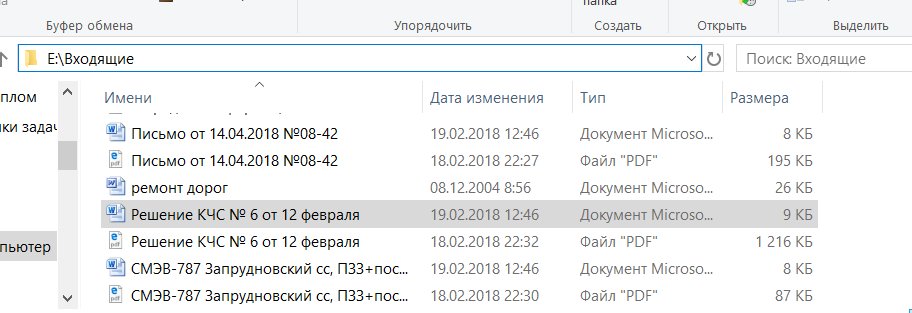 папка
Буфер обмена Упорядочить Создать Открыть Выделить
E:\Входящие Поиск: Входящие
плом Имени Дата изменения Тип Размера
ки задач
Письмо от 14.04.2018 №08-42 19.02.2018 12:46 Документ Microso... 8 КБ
Письмо от 14.04.2018 №08-42 18.02.2018 22:27 Файл "PDF" 195 КБ
ремонт дорог 08.12.2004 8:56 Документ Microso... 26 КБ
Решение КЧС № 6 от 12 февраля 19.02.2018 12:46 Документ Microso... 9 КБ
пьютер Решение КЧС № 6 от 12 февраля 18.02.2018 22:32 Файл "PDF" 1 216 КБ
СМЭВ-787 Запрудновский сс, ПЗЗ+пос... 19.02.2018 12:46 Документ Microso... 8 КБ
СМЭВ-787 Запрудновский сс, ПЗЗ+пос... 18.02.2018 22:30 Файл "PDF" 87 КБ